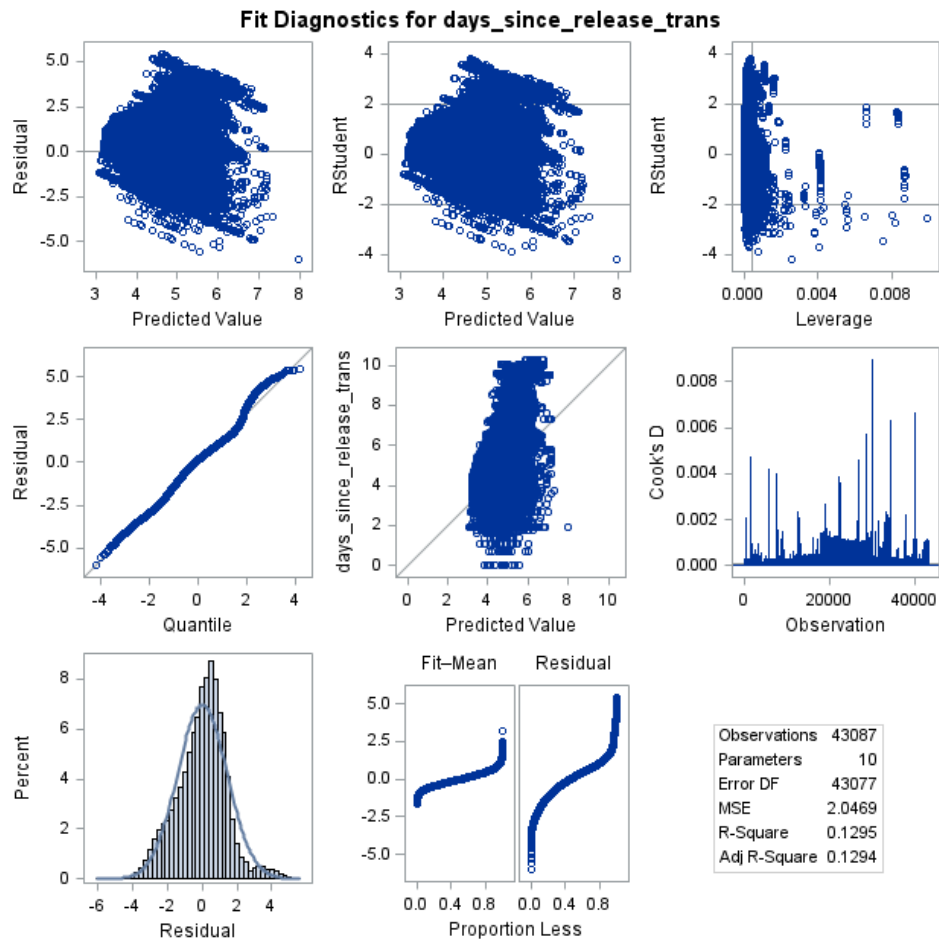 Fit Diagnostics for days_since_release_trans
Residual
5.0
2.5
0.0
-2.5
-5.0
3 4 5 6 7 8
Predicted Value
RStudent
4
2
0
-2
-4
3 4 5 6 7 8
Predicted Value
RStudent
4
2
0
-2
-4
0.000 0.004 0.008
Leverage
Residual
5.0
2.5
0.0
-2.5
-5.0
-4 -2 0 2 4
Quantile
days_since_release_trans
10
8
6
4
2
0
0 2 4 6 8 10
Predicted Value
Cook's D
0.008
0.006
0.004
0.002
0.000
0 20000 40000
Observation
Percent
8
6
4
2
0
-6 -4 -2 0 2 4
Residual
Fit–Mean Residual
5.0
2.5
0.0
-2.5
-5.0
0.0 0.4 0.8 0.0 0.4 0.8
Proportion Less
Observations 43087
Parameters 10
Error DF 43077
MSE 2.0469
R-Square 0.1295
Adj R-Square 0.1294